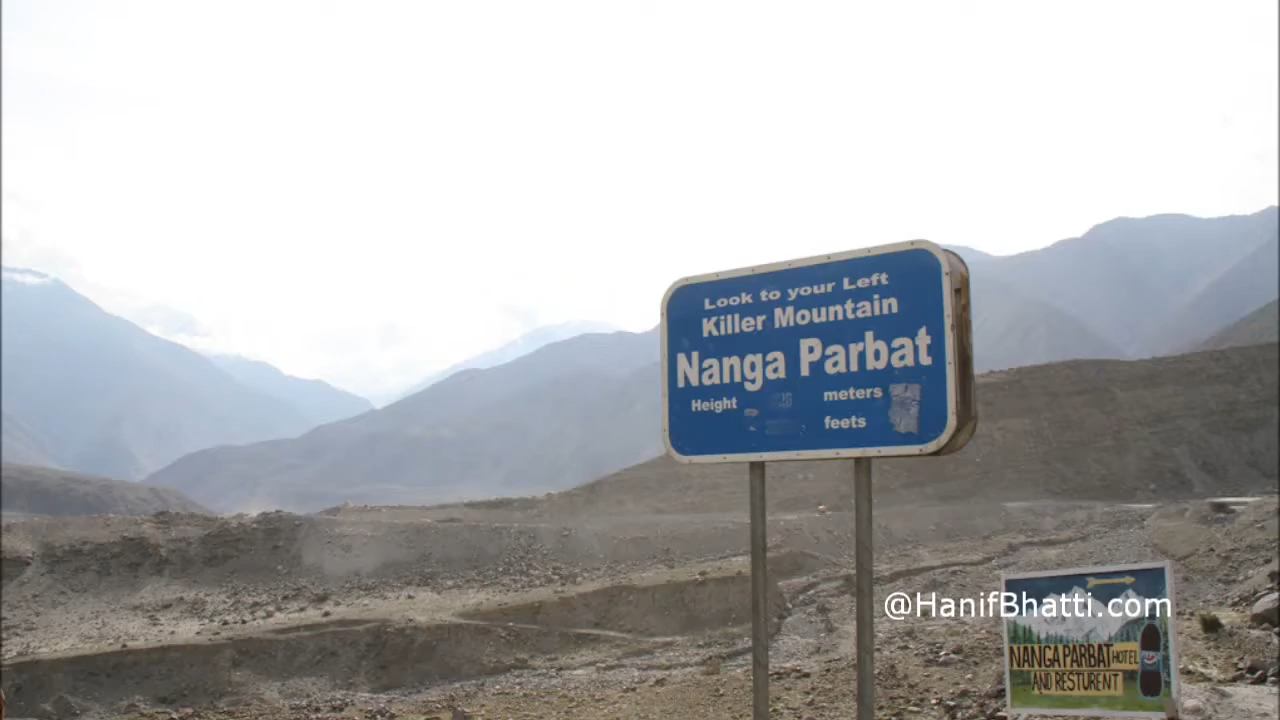 Look to your Left
Killer Mountain
Nanga Parbat
Height meters
feets
@HanifBhatti.com
NANGA PARBAT HOTEL
AND RESTURENT